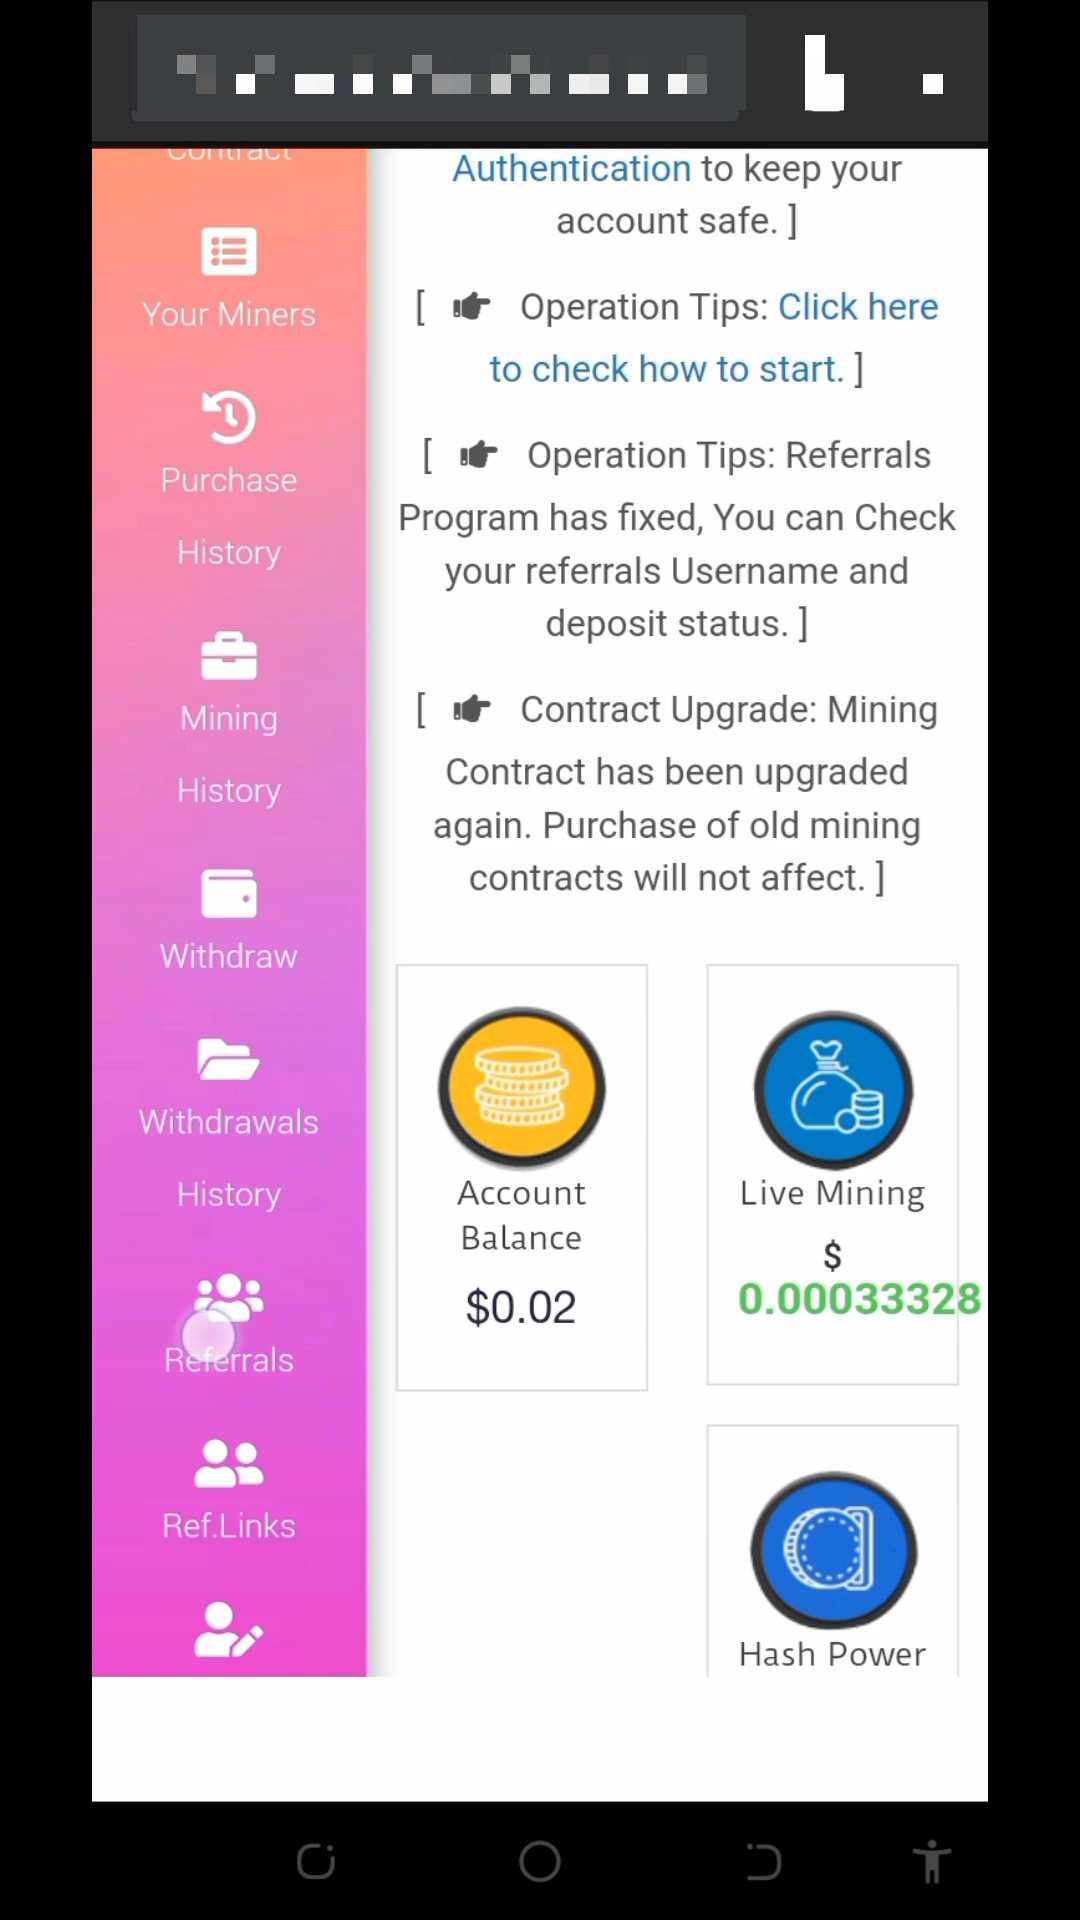 Contract
Your Miners
Purchase
History
Mining
History
Withdraw
Withdrawals
History
Referrals
Ref.Links
Authentication to keep your
account safe. ]
[ Operation Tips: Click here
to check how to start. ]
[ Operation Tips: Referrals
Program has fixed, You can Check
your referrals Username and
deposit status. ]
[ Contract Upgrade: Mining
Contract has been upgraded
again. Purchase of old mining
contracts will not affect. ]
Account
Balance
$0.02
Live Mining
$
0.00033328
Hash Power